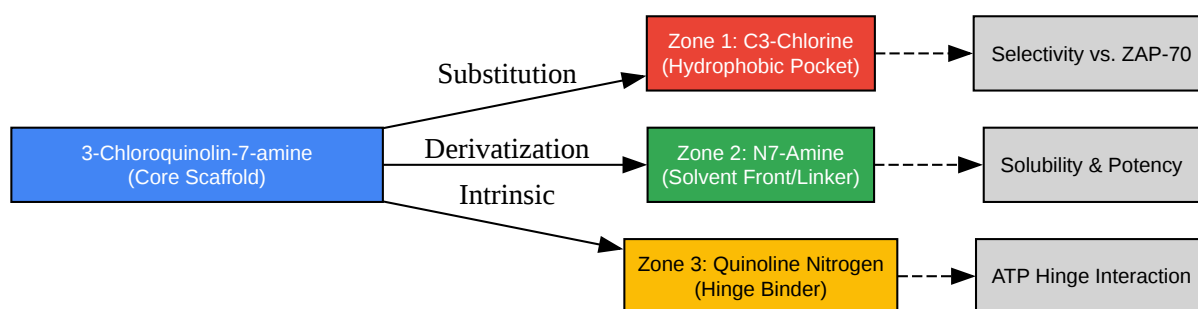 Zone 1: C3-Chlorine
(Hydrophobic Pocket)
Selectivity vs. ZAP-70
Substitution
3-Chloroquinolin-7-amine
(Core Scaffold)
Derivatization
Zone 2: N7-Amine
(Solvent Front/Linker)
Solubility & Potency
Intrinsic
Zone 3: Quinoline Nitrogen
(Hinge Binder)
ATP Hinge Interaction